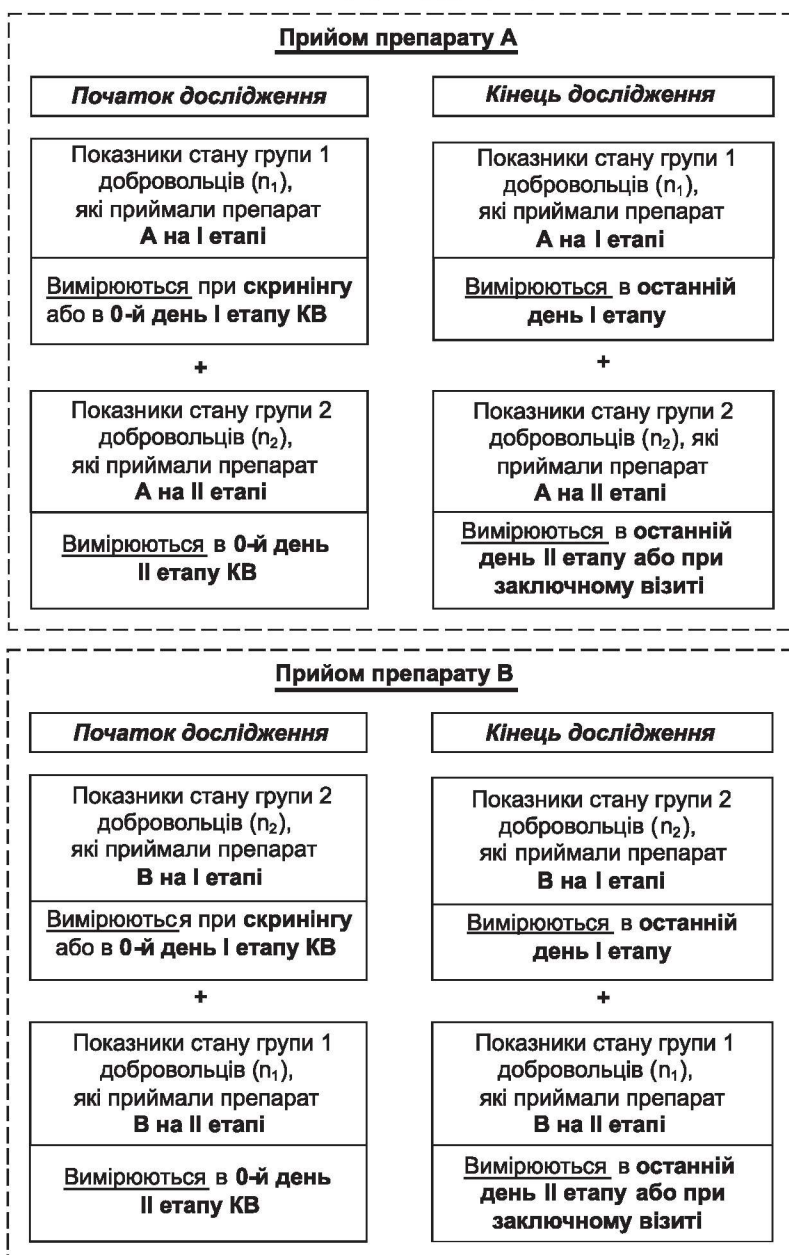 Прийом препарату А
Початок дослідження
Кінець дослідження
Показники стану групи 1
добровольців (n₁),
які приймали препарат
А на І етапі
Вимірюються при скринінгу
або в 0-й день І етапу КВ
+
Показники стану групи 2
добровольців (n₂),
які приймали препарат
А на ІІ етапі
Вимірюються в 0-й день
ІІ етапу КВ
Показники стану групи 1
добровольців (n₁),
які приймали препарат
А на І етапі
Вимірюються в останній
день І етапу
+
Показники стану групи 2
добровольців (n₂), які
приймали препарат
А на ІІ етапі
Вимірюються в останній
день ІІ етапу або при
заключному візиті
Прийом препарату В
Початок дослідження
Кінець дослідження
Показники стану групи 2
добровольців (n₂),
які приймали препарат
В на І етапі
Вимірюються при скринінгу
або в 0-й день І етапу КВ
+
Показники стану групи 1
добровольців (n₁),
які приймали препарат
В на ІІ етапі
Вимірюються в 0-й день
ІІ етапу КВ
Показники стану групи 2
добровольців (n₂),
які приймали препарат
В на І етапі
Вимірюються в останній
день І етапу
+
Показники стану групи 1
добровольців (n₁),
які приймали препарат
В на ІІ етапі
Вимірюються в останній
день ІІ етапу або при
заключному візиті